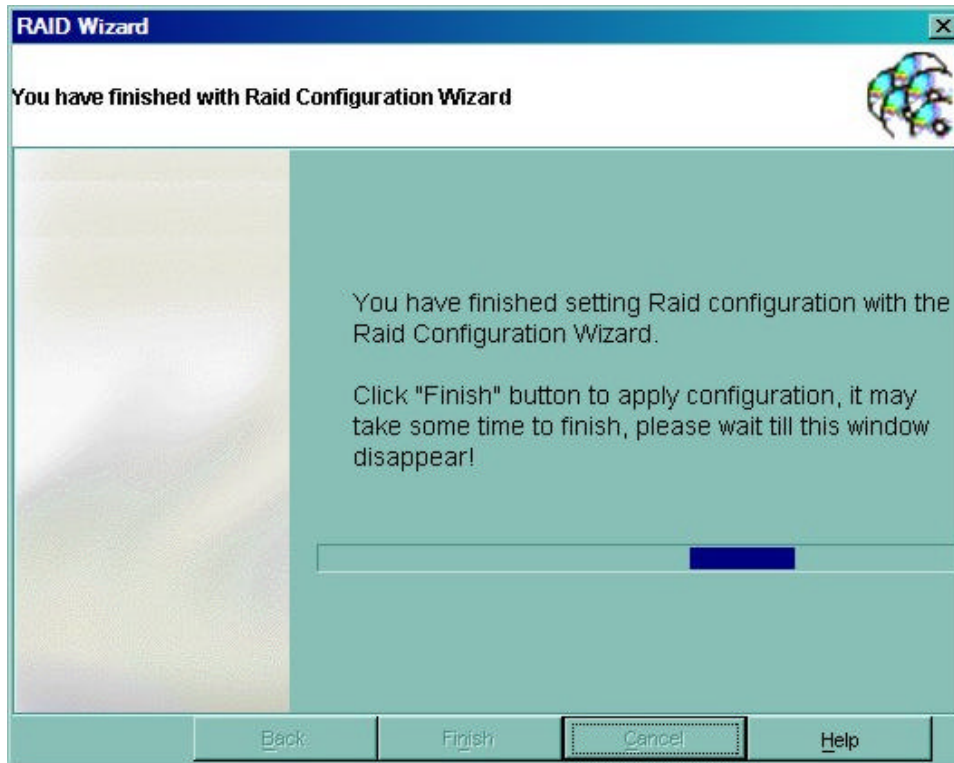 RAID Wizard
You have finished with Raid Configuration Wizard
You have finished setting Raid configuration with the
Raid Configuration Wizard.
Click "Finish" button to apply configuration, it may
take some time to finish, please wait till this window
disappear!
Back
Finish
Cancel
Help